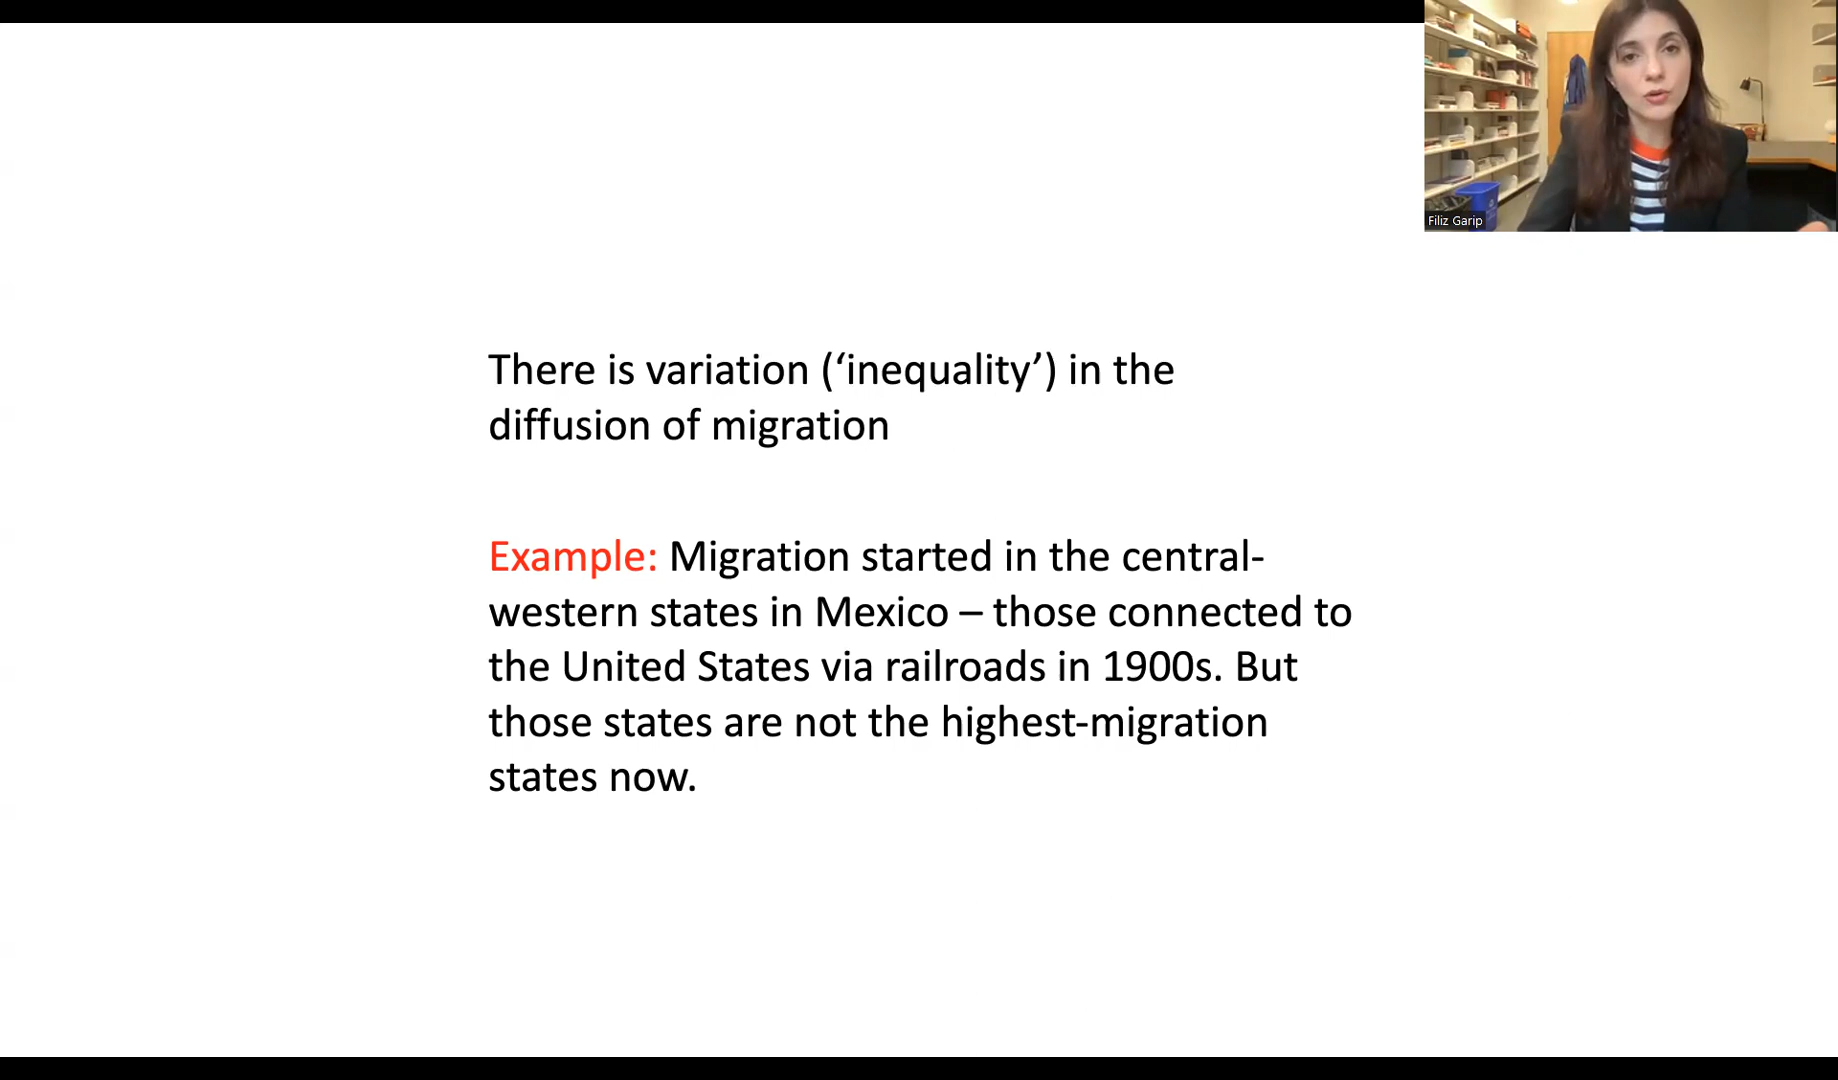 Filiz Garip
There is variation (‘inequality’) in the
diffusion of migration
Example: Migration started in the central-
western states in Mexico – those connected to
the United States via railroads in 1900s. But
those states are not the highest-migration
states now.